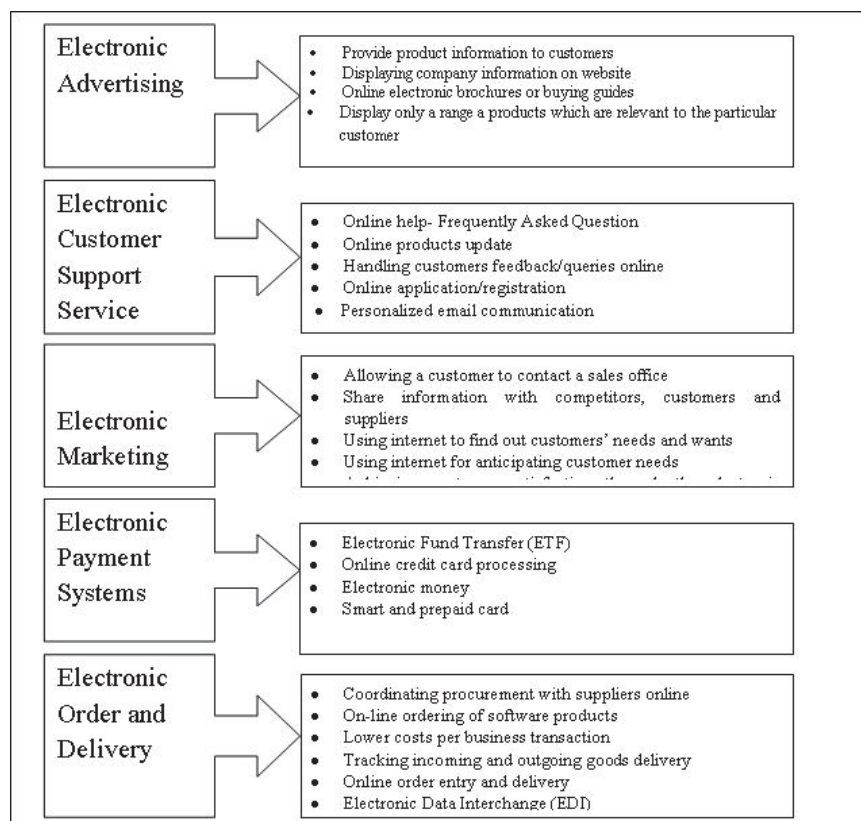 Electronic
Advertising
• Provide product information to customers
• Displaying company information on website
• Online electronic brochures or buying guides
• Display only a range a products which are relevant to the particular
customer
Electronic
Customer
Support
Service
• Online help- Frequently Asked Question
• Online products update
• Handling customers feedback/queries online
• Online application/registration
• Personalized email communication
Electronic
Marketing
• Allowing a customer to contact a sales office
• Share information with competitors, customers and
suppliers
• Using internet to find out customers' needs and wants
• Using internet for anticipating customer needs
Electronic
Payment
Systems
• Electronic Fund Transfer (ETF)
• Online credit card processing
• Electronic money
• Smart and prepaid card
Electronic
Order and
Delivery
• Coordinating procurement with suppliers online
• On-line ordering of software products
• Lower costs per business transaction
• Tracking incoming and outgoing goods delivery
• Online order entry and delivery
• Electronic Data Interchange (EDI)